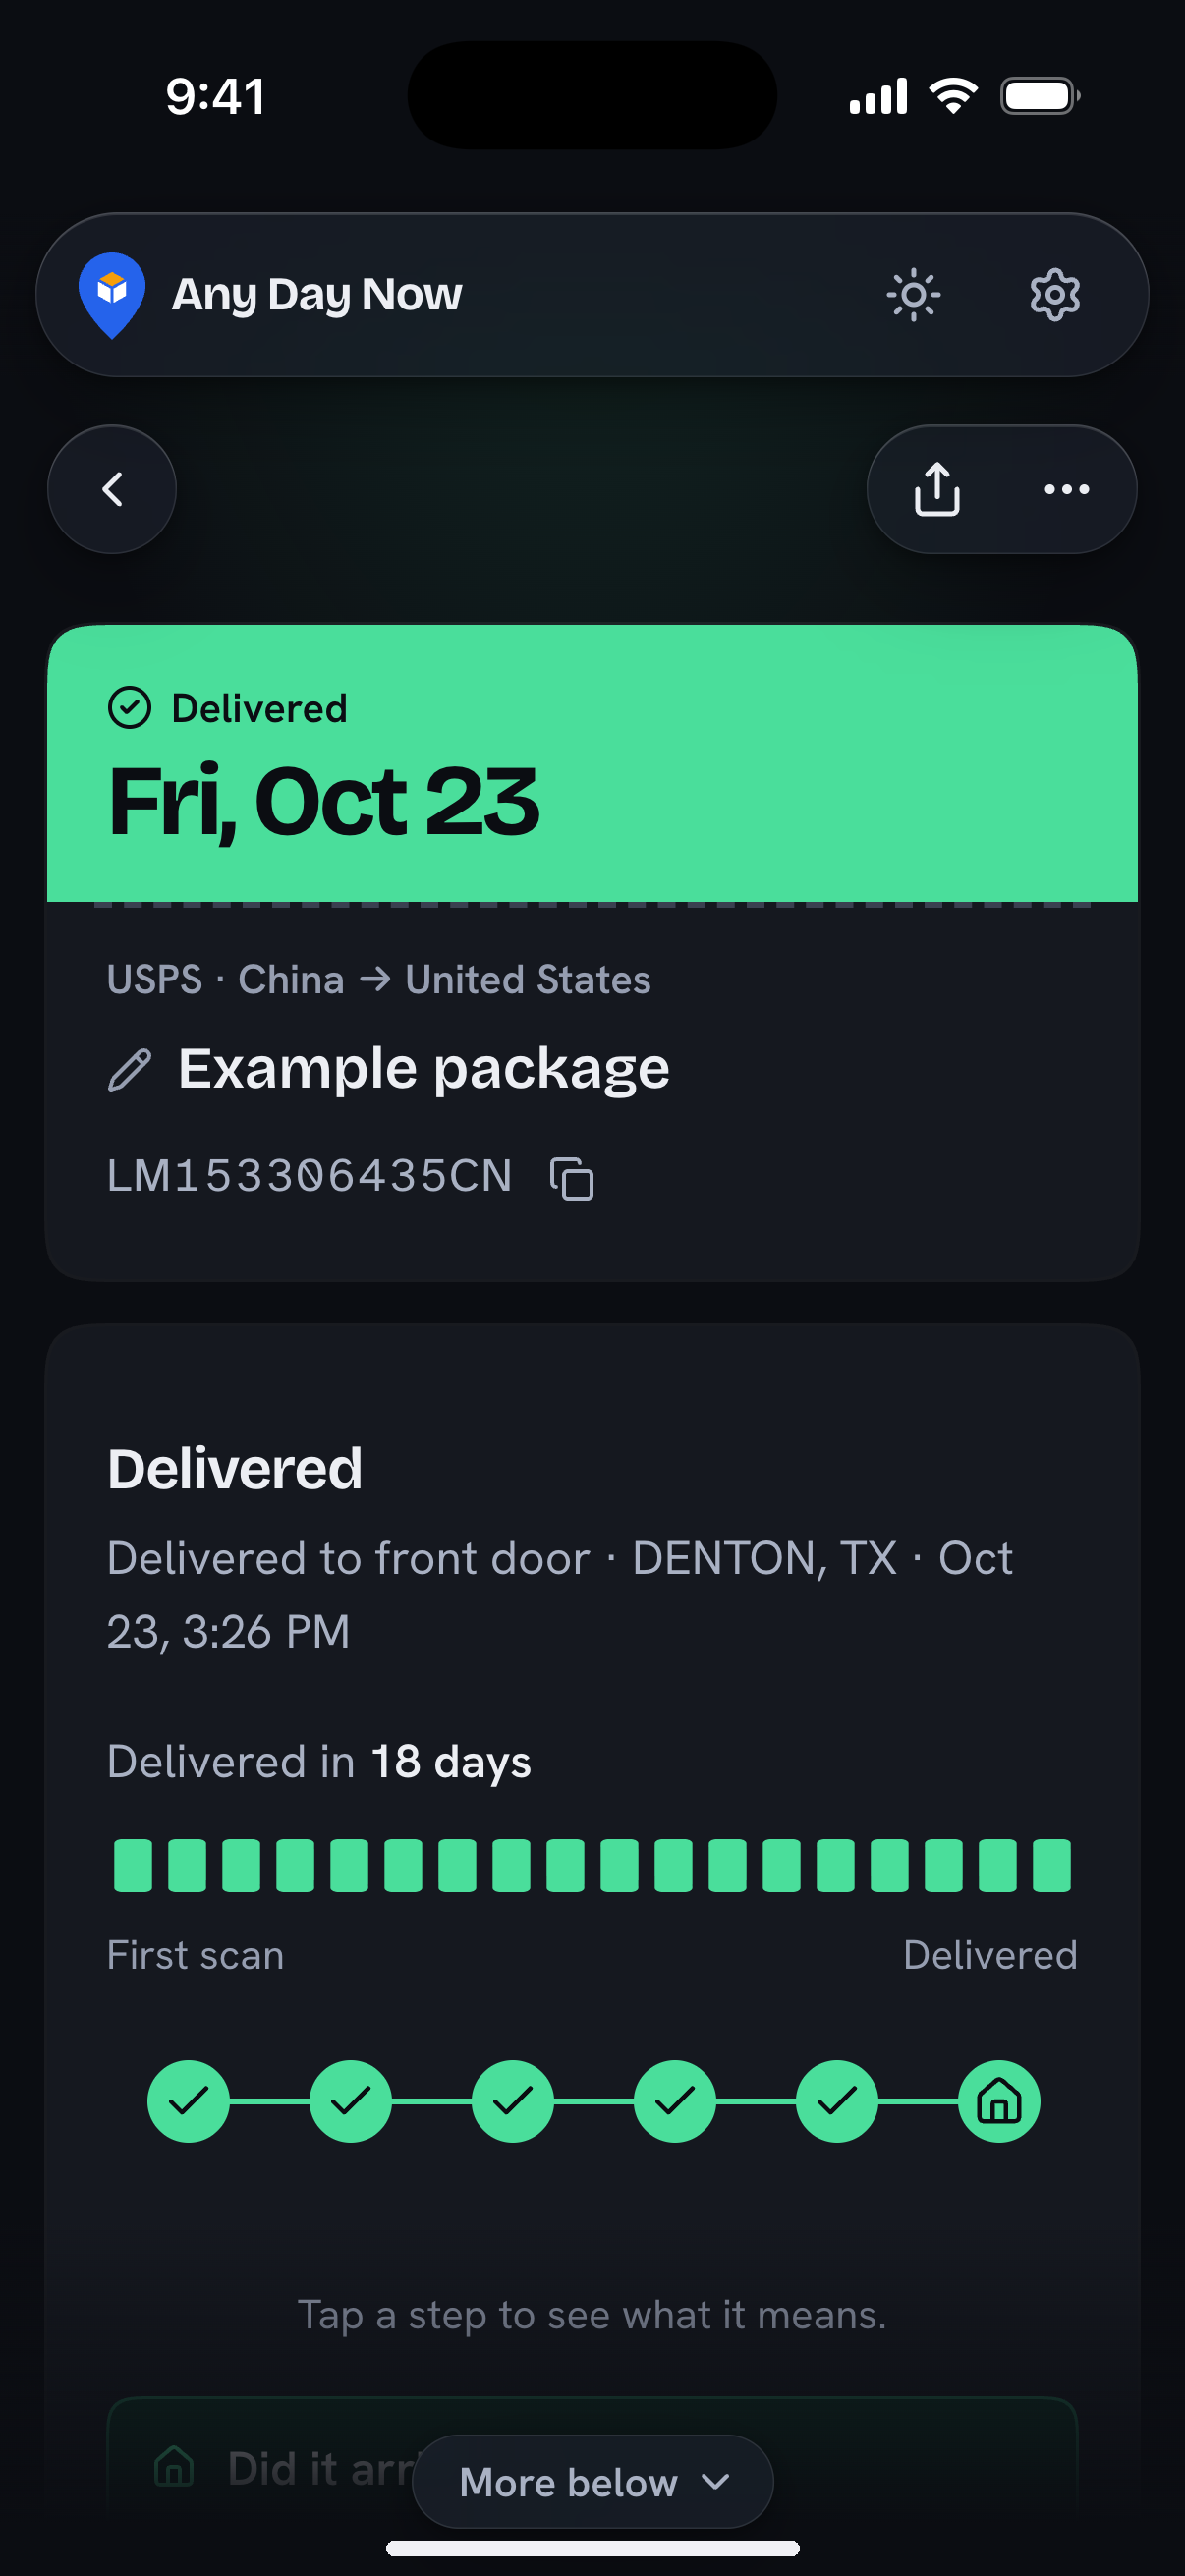 9:41
Any Day Now
Delivered
Fri, Oct 23
USPS · China → United States
Example package
LM153306435CN
Delivered
Delivered to front door · DENTON, TX · Oct
23, 3:26 PM
Delivered in 18 days
First scan
Delivered
Tap a step to see what it means.
Did it
More below